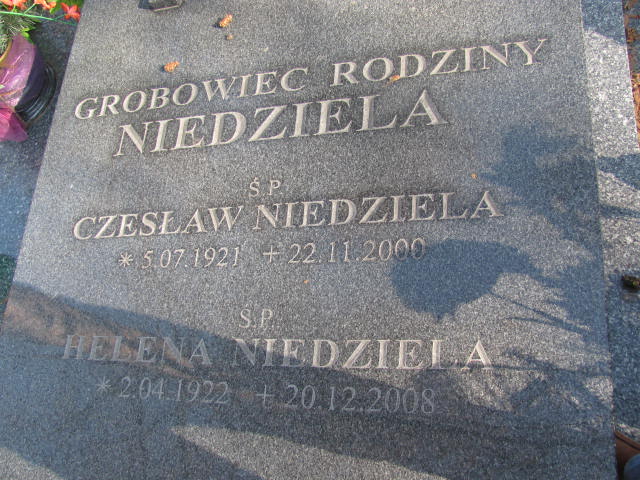 GROBOWIEC RODZINY
NIEDZIELA
Ś.P
CZESŁAW NIEDZIELA
* 5.07.1921 + 22.11.2000
Ś.P.
HELENA NIEDZIELA
* 2.04.1922 + 20.12.2008